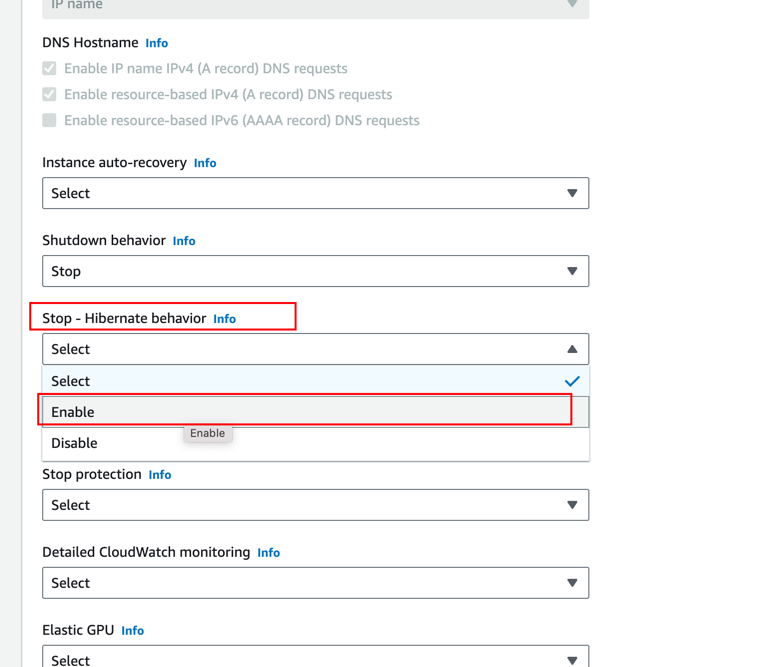 IP name
DNS Hostname Info
Enable IP name IPv4 (A record) DNS requests
Enable resource-based IPv4 (A record) DNS requests
Enable resource-based IPv6 (AAAA record) DNS requests
Instance auto-recovery Info
Select
Shutdown behavior Info
Stop
Stop - Hibernate behavior Info
Select
Select
Enable
Enable
Disable
Stop protection Info
Select
Detailed CloudWatch monitoring Info
Select
Elastic GPU Info
Select